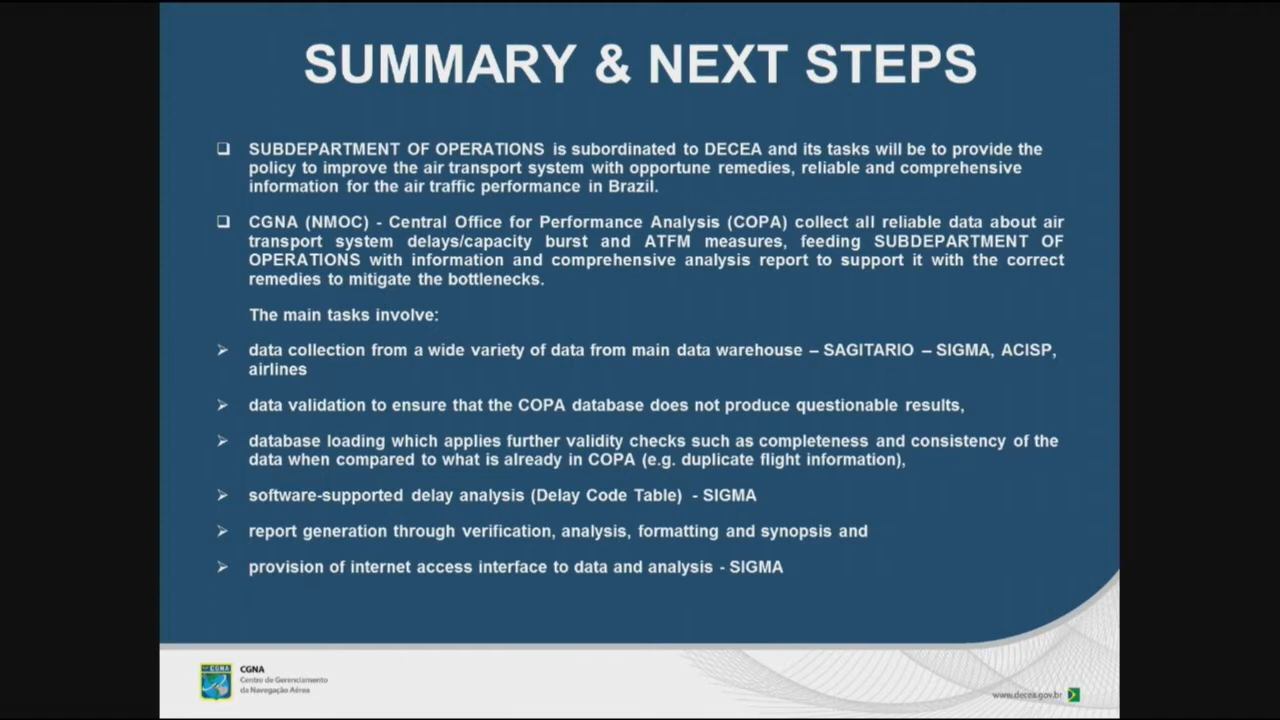 SUMMARY & NEXT STEPS
❑ SUBDEPARTMENT OF OPERATIONS is subordinated to DECEA and its tasks will be to provide the
policy to improve the air transport system with opportune remedies, reliable and comprehensive
information for the air traffic performance in Brazil.
❑ CGNA (NMOC) - Central Office for Performance Analysis (COPA) collect all reliable data about air
transport system delays/capacity burst and ATFM measures, feeding SUBDEPARTMENT OF
OPERATIONS with information and comprehensive analysis report to support it with the correct
remedies to mitigate the bottlenecks.
The main tasks involve:
➢ data collection from a wide variety of data from main data warehouse – SAGITARIO – SIGMA, ACISP,
airlines
➢ data validation to ensure that the COPA database does not produce questionable results,
➢ database loading which applies further validity checks such as completeness and consistency of the
data when compared to what is already in COPA (e.g. duplicate flight information),
➢ software-supported delay analysis (Delay Code Table) - SIGMA
➢ report generation through verification, analysis, formatting and synopsis and
➢ provision of internet access interface to data and analysis - SIGMA
CGNA
CGNA
Centro de Gerenciamento
da Navegação Aérea
www.decea.gov.br